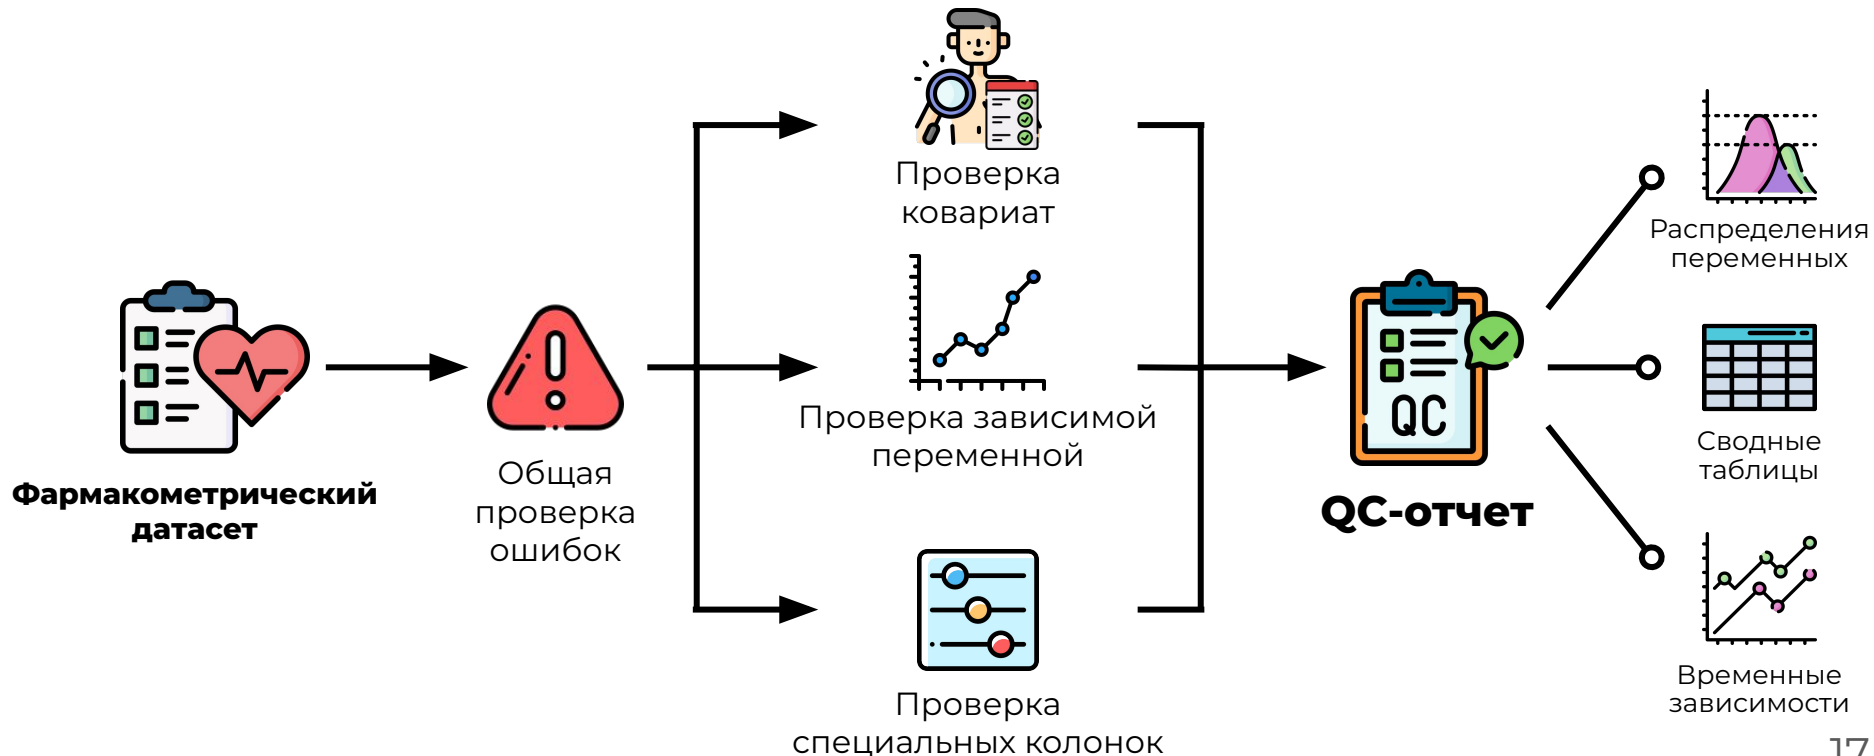 Фармакометрический
датасет
Общая
проверка
ошибок
Проверка
ковариат
Проверка зависимой
переменной
Проверка
специальных колонок
QC
QC-отчет
Распределения
переменных
Сводные
таблицы
Временные
зависимости
17